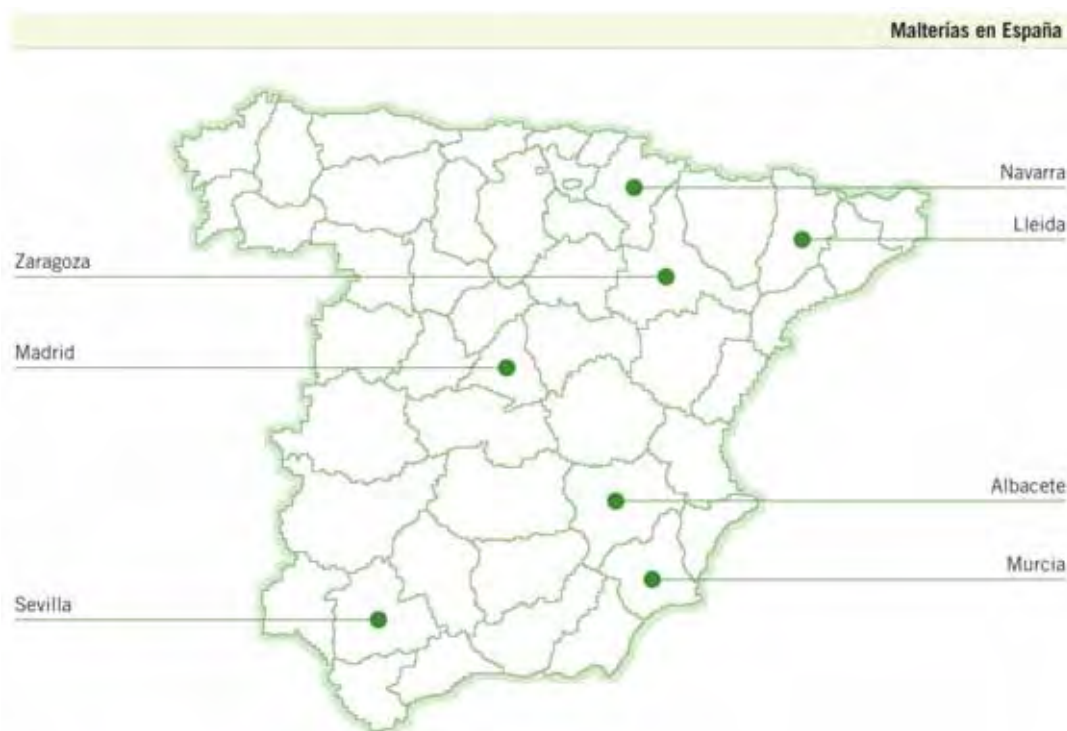 Malterías en España
Navarra
Lleida
Zaragoza
Madrid
Albacete
Murcia
Sevilla